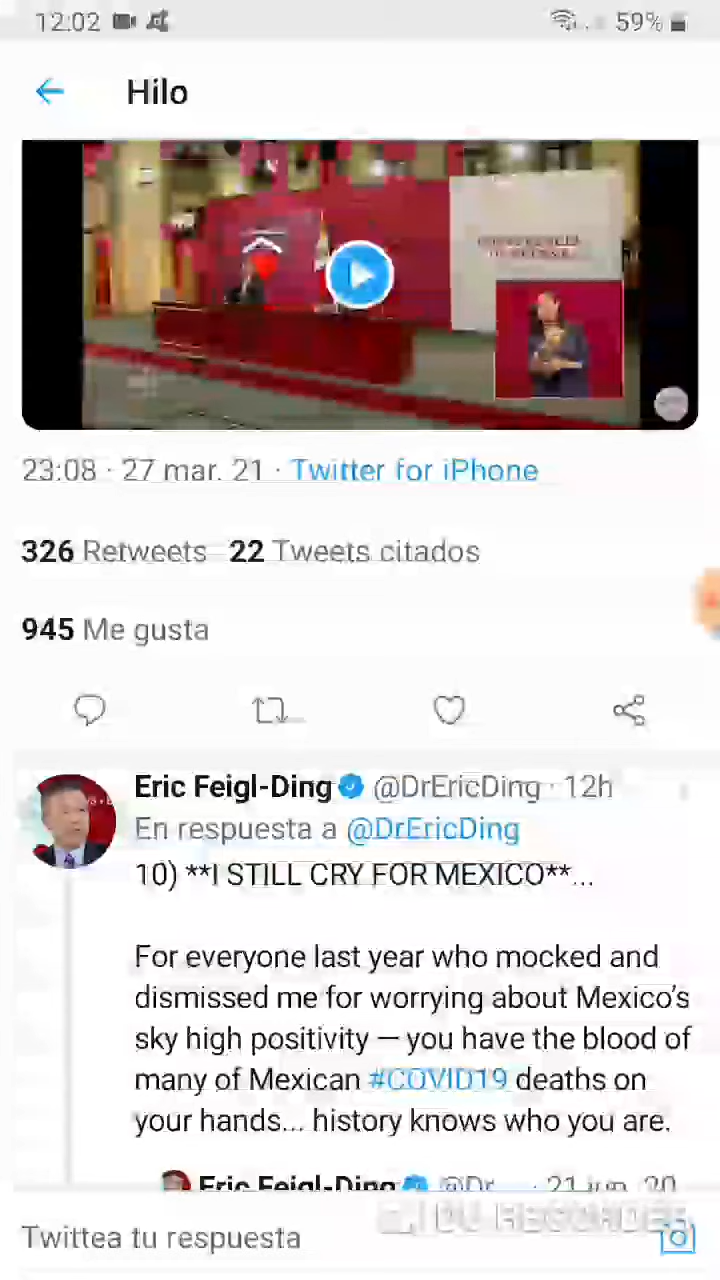 12:02 59%
Hilo
23:08 · 27 mar. 21 · Twitter for iPhone
326 Retweets 22 Tweets citados
945 Me gusta
Eric Feigl-Ding @DrEricDing · 12h
En respuesta a @DrEricDing
10) **I STILL CRY FOR MEXICO**...
For everyone last year who mocked and
dismissed me for worrying about Mexico's
sky high positivity — you have the blood of
many of Mexican #COVID19 deaths on
your hands... history knows who you are.
Eric Feigl-Ding @Dr... · 21 jun. 20
Twittea tu respuesta
DU RECORDER